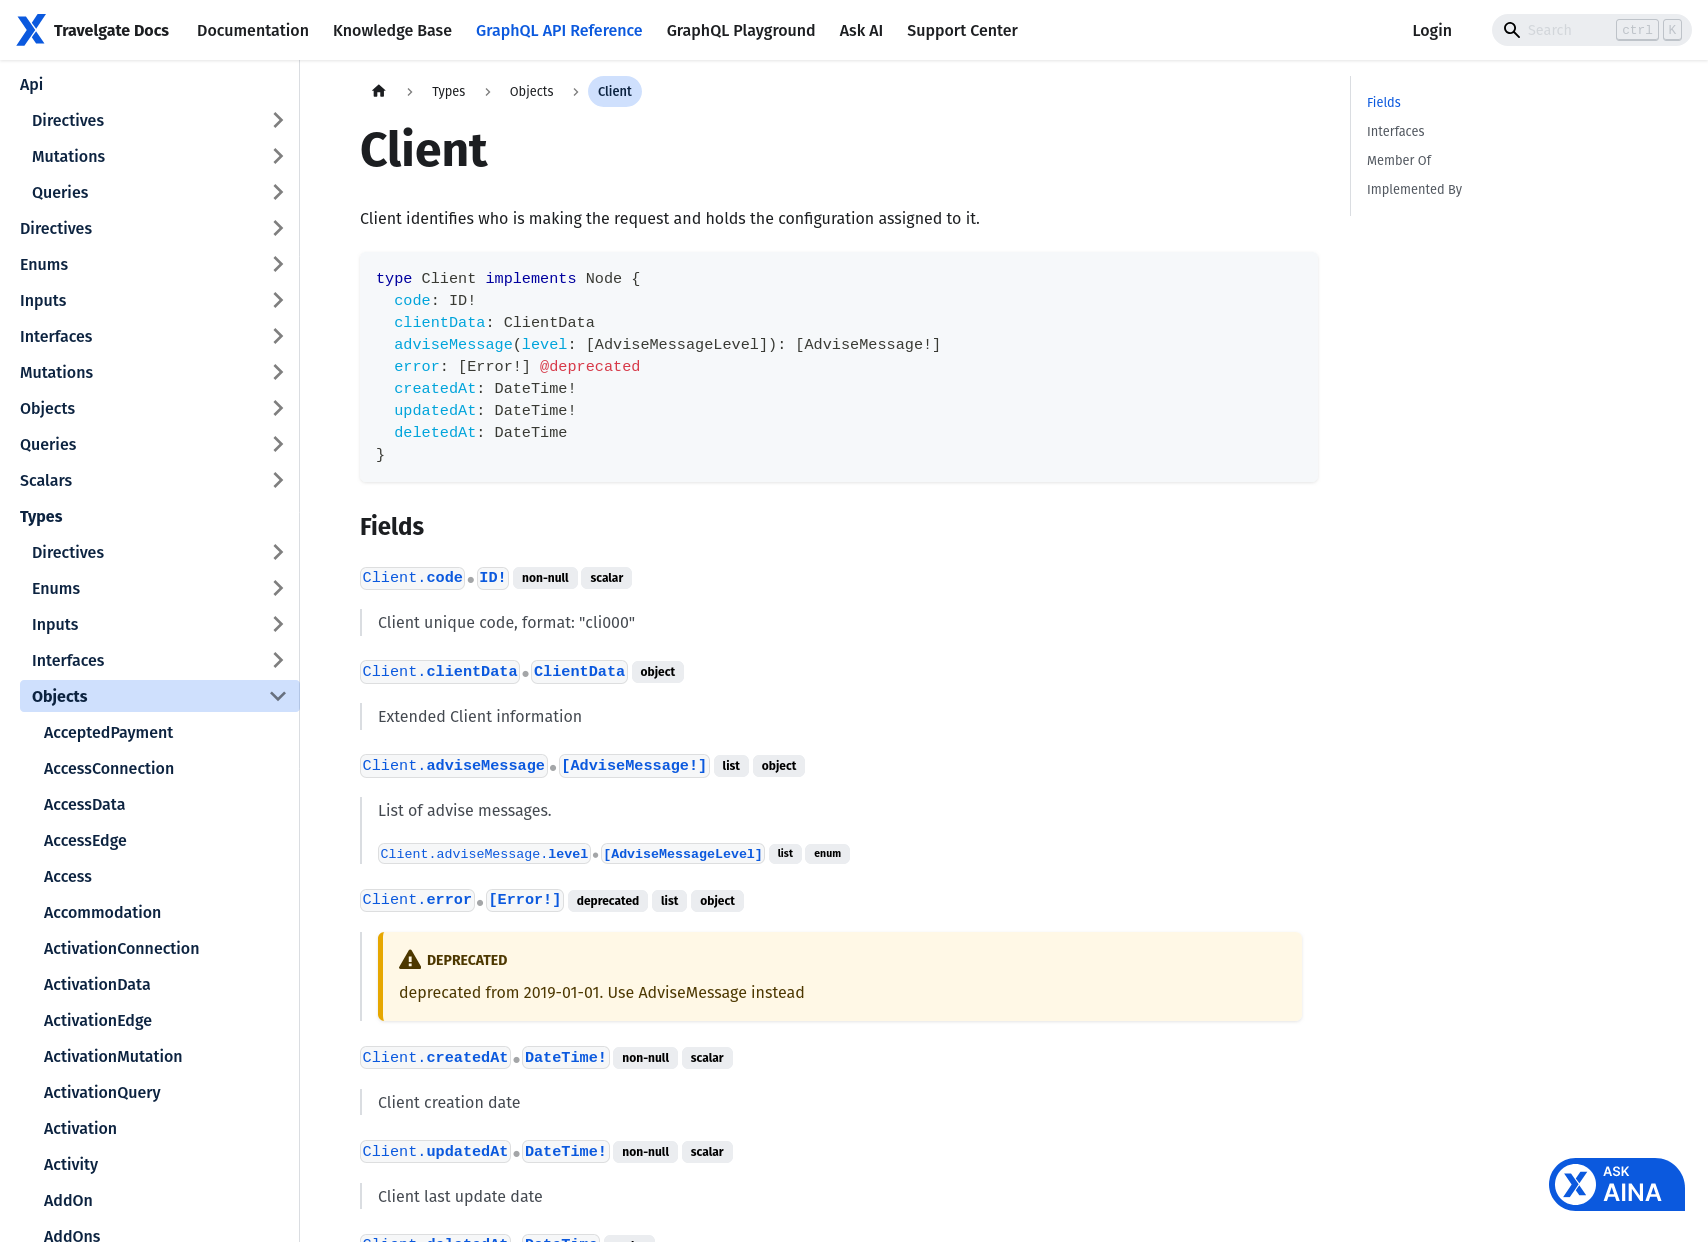 Travelgate Docs Documentation Knowledge Base GraphQL API Reference GraphQL Playground Ask AI Support Center Login Search ctrl K
Api
Directives
Mutations
Queries
Directives
Enums
Inputs
Interfaces
Mutations
Objects
Queries
Scalars
Types
Directives
Enums
Inputs
Interfaces
Objects
AcceptedPayment
AccessConnection
AccessData
AccessEdge
Access
Accommodation
ActivationConnection
ActivationData
ActivationEdge
ActivationMutation
ActivationQuery
Activation
Activity
AddOn
AddOns
Types Objects Client
Client
Client identifies who is making the request and holds the configuration assigned to it.
type Client implements Node {
  code: ID!
  clientData: ClientData
  adviseMessage(level: [AdviseMessageLevel]): [AdviseMessage!]
  error: [Error!] @deprecated
  createdAt: DateTime!
  updatedAt: DateTime!
  deletedAt: DateTime
}
Fields
Client.code ● ID! non-null scalar
Client unique code, format: "cli000"
Client.clientData ● ClientData object
Extended Client information
Client.adviseMessage ● [AdviseMessage!] list object
List of advise messages.
Client.adviseMessage.level ● [AdviseMessageLevel] list enum
Client.error ● [Error!] deprecated list object
DEPRECATED
deprecated from 2019-01-01. Use AdviseMessage instead
Client.createdAt ● DateTime! non-null scalar
Client creation date
Client.updatedAt ● DateTime! non-null scalar
Client last update date
Client.deletedAt ● DateTime
Fields
Interfaces
Member Of
Implemented By
ASK
AINA